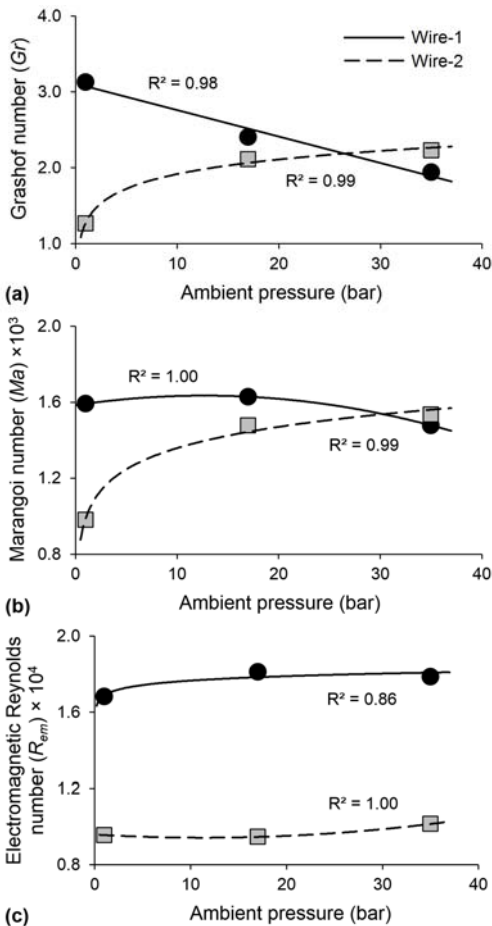 4.0
3.0
2.0
1.0
Grashof number (Gr)
Wire-1
Wire-2
R² = 0.98
R² = 0.99
0 10 20 30 40
(a) Ambient pressure (bar)
2.0
1.6
1.2
0.8
Marangoi number (Ma) ×10³
R² = 1.00
R² = 0.99
0 10 20 30 40
(b) Ambient pressure (bar)
2.0
1.6
1.2
0.8
Electromagnetic Reynolds
number (Rem) × 10⁴
R² = 0.86
R² = 1.00
0 10 20 30 40
(c) Ambient pressure (bar)